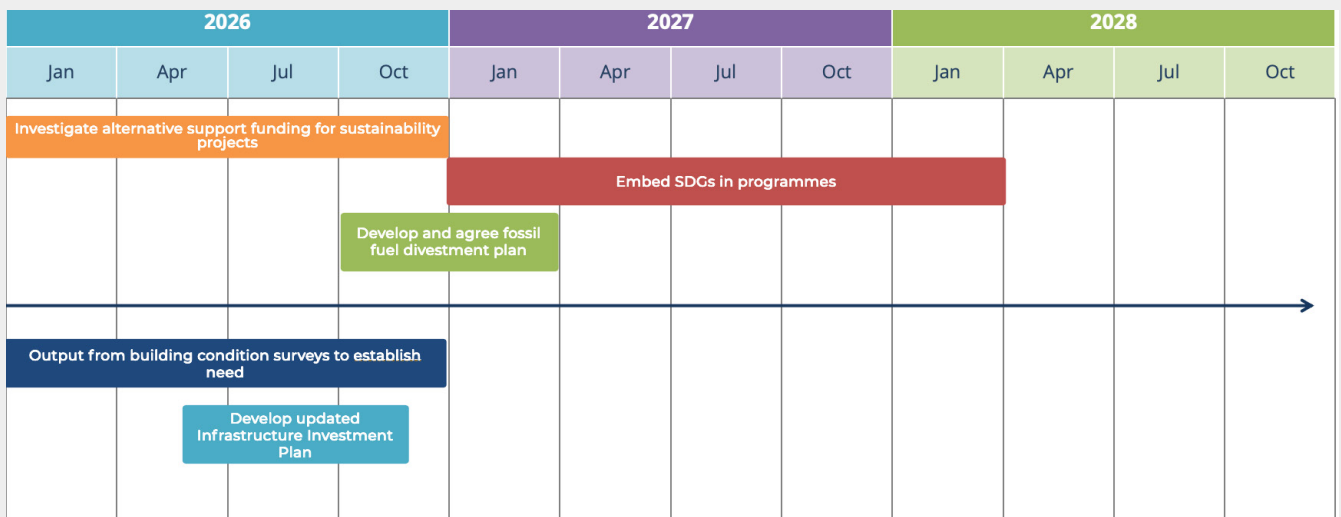 2026 2027 2028
Jan Apr Jul Oct Jan Apr Jul Oct Jan Apr Jul Oct
Investigate alternative support funding for sustainability
projects
Embed SDGs in programmes
Develop and agree fossil
fuel divestment plan
Output from building condition surveys to establish
need
Develop updated
Infrastructure Investment
Plan